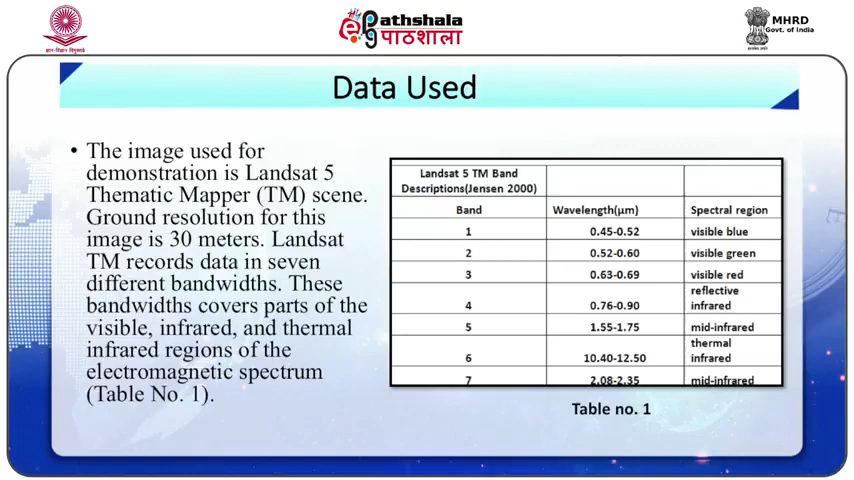 ePathshala
पाठशाला
MHRD
Govt. of India
Data Used
• The image used for
demonstration is Landsat 5
Thematic Mapper (TM) scene.
Ground resolution for this
image is 30 meters. Landsat
TM records data in seven
different bandwidths. These
bandwidths covers parts of the
visible, infrared, and thermal
infrared regions of the
electromagnetic spectrum
(Table No. 1).
Landsat 5 TM Band
Descriptions(Jensen 2000)
Band Wavelength(μm) Spectral region
1 0.45-0.52 visible blue
2 0.52-0.60 visible green
3 0.63-0.69 visible red
4 0.76-0.90 reflective infrared
5 1.55-1.75 mid-infrared
6 10.40-12.50 thermal infrared
7 2.08-2.35 mid-infrared
Table no. 1